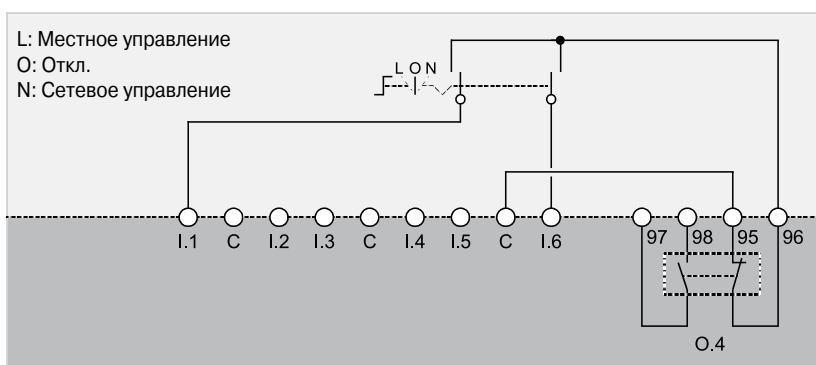 L: Местное управление
O: Откл.
N: Сетевое управление
L O N
I.1 C I.2 I.3 C I.4 I.5 C I.6 97 98 95 96
O.4